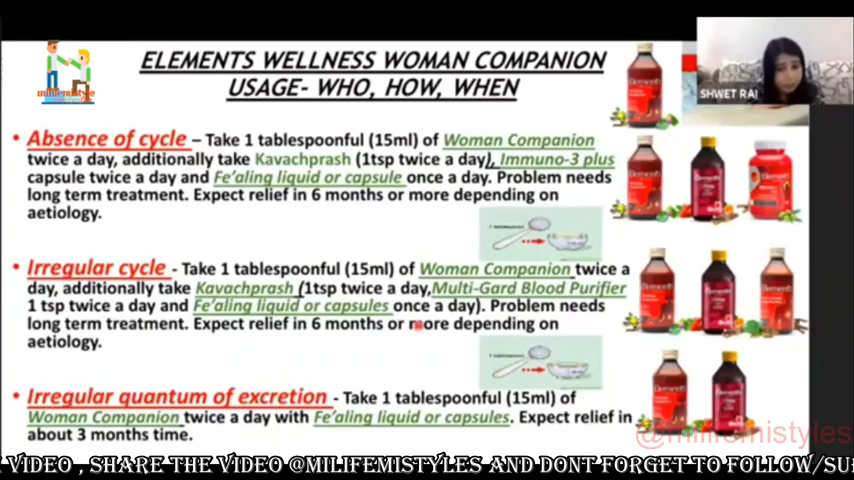 ELEMENTS WELLNESS WOMAN COMPANION
USAGE- WHO, HOW, WHEN
SHWET RAI
• Absence of cycle – Take 1 tablespoonful (15ml) of Woman Companion
twice a day, additionally take Kavachprash (1tsp twice a day), Immuno-3 plus
capsule twice a day and Fe'aling liquid or capsule once a day. Problem needs
long term treatment. Expect relief in 6 months or more depending on
aetiology.
• Irregular cycle - Take 1 tablespoonful (15ml) of Woman Companion twice a
day, additionally take Kavachprash (1tsp twice a day,Multi-Gard Blood Purifier
1 tsp twice a day and Fe'aling liquid or capsules once a day). Problem needs
long term treatment. Expect relief in 6 months or more depending on
aetiology.
• Irregular quantum of excretion - Take 1 tablespoonful (15ml) of
Woman Companion twice a day with Fe'aling liquid or capsules. Expect relief in
about 3 months time.
@milifemistyles
VIDEO , SHARE THE VIDEO @MILIFEMISTYLES AND DONT FORGET TO FOLLOW/SU